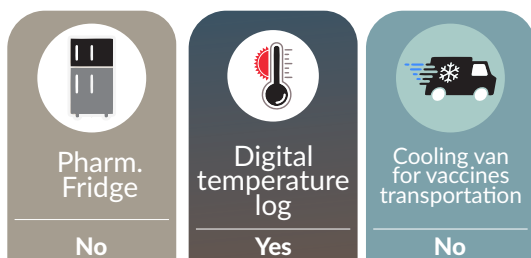 Pharm.
Fridge
No
Digital
temperature
log
Yes
Cooling van
for vaccines
transportation
No